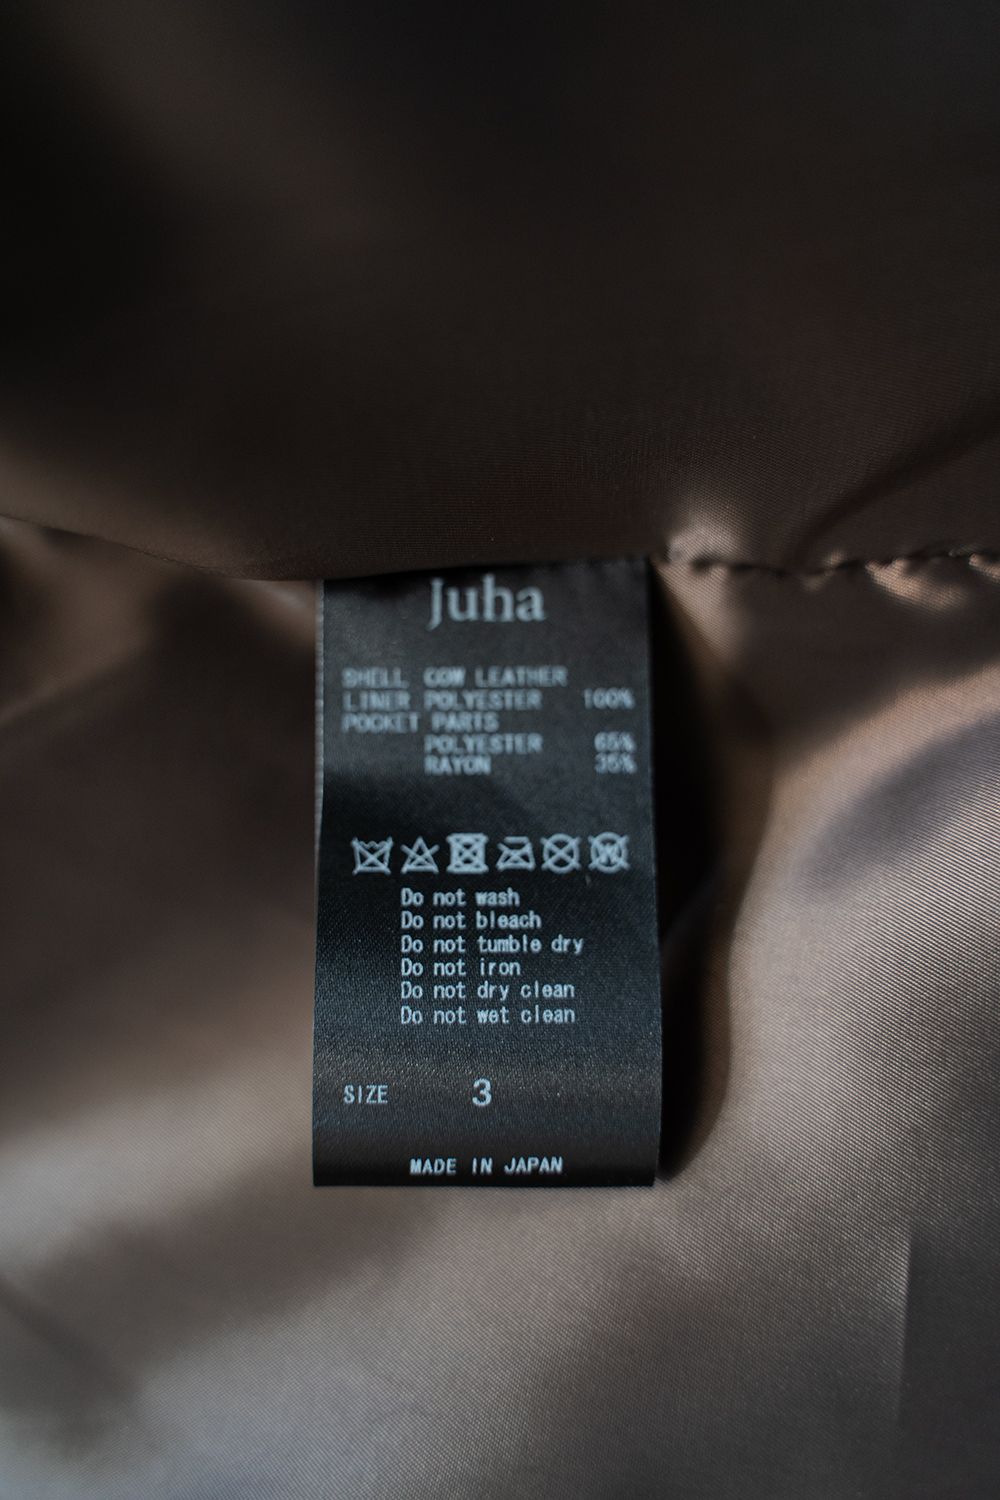 Juha
SHELL COW LEATHER
LINER POLYESTER 100%
POCKET PARTS
POLYESTER 65%
RAYON 35%
W
Do not wash
Do not bleach
Do not tumble dry
Do not iron
Do not dry clean
Do not wet clean
SIZE 3
MADE IN JAPAN